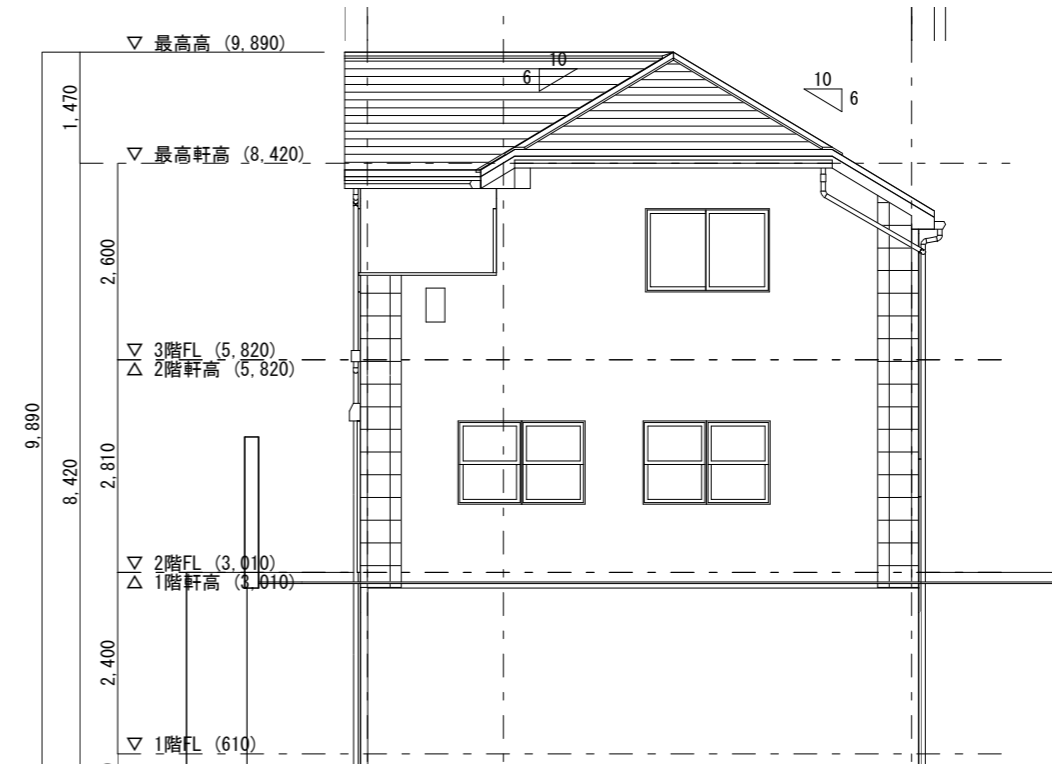 ▽ 最高高 (9,890)
10
6
10
6
1,470
▽ 最高軒高 (8,420)
2,600
▽ 3階FL (5,820)
△ 2階軒高 (5,820)
9,890
8,420
2,810
▽ 2階FL (3,010)
△ 1階軒高 (3,010)
2,400
▽ 1階FL (610)